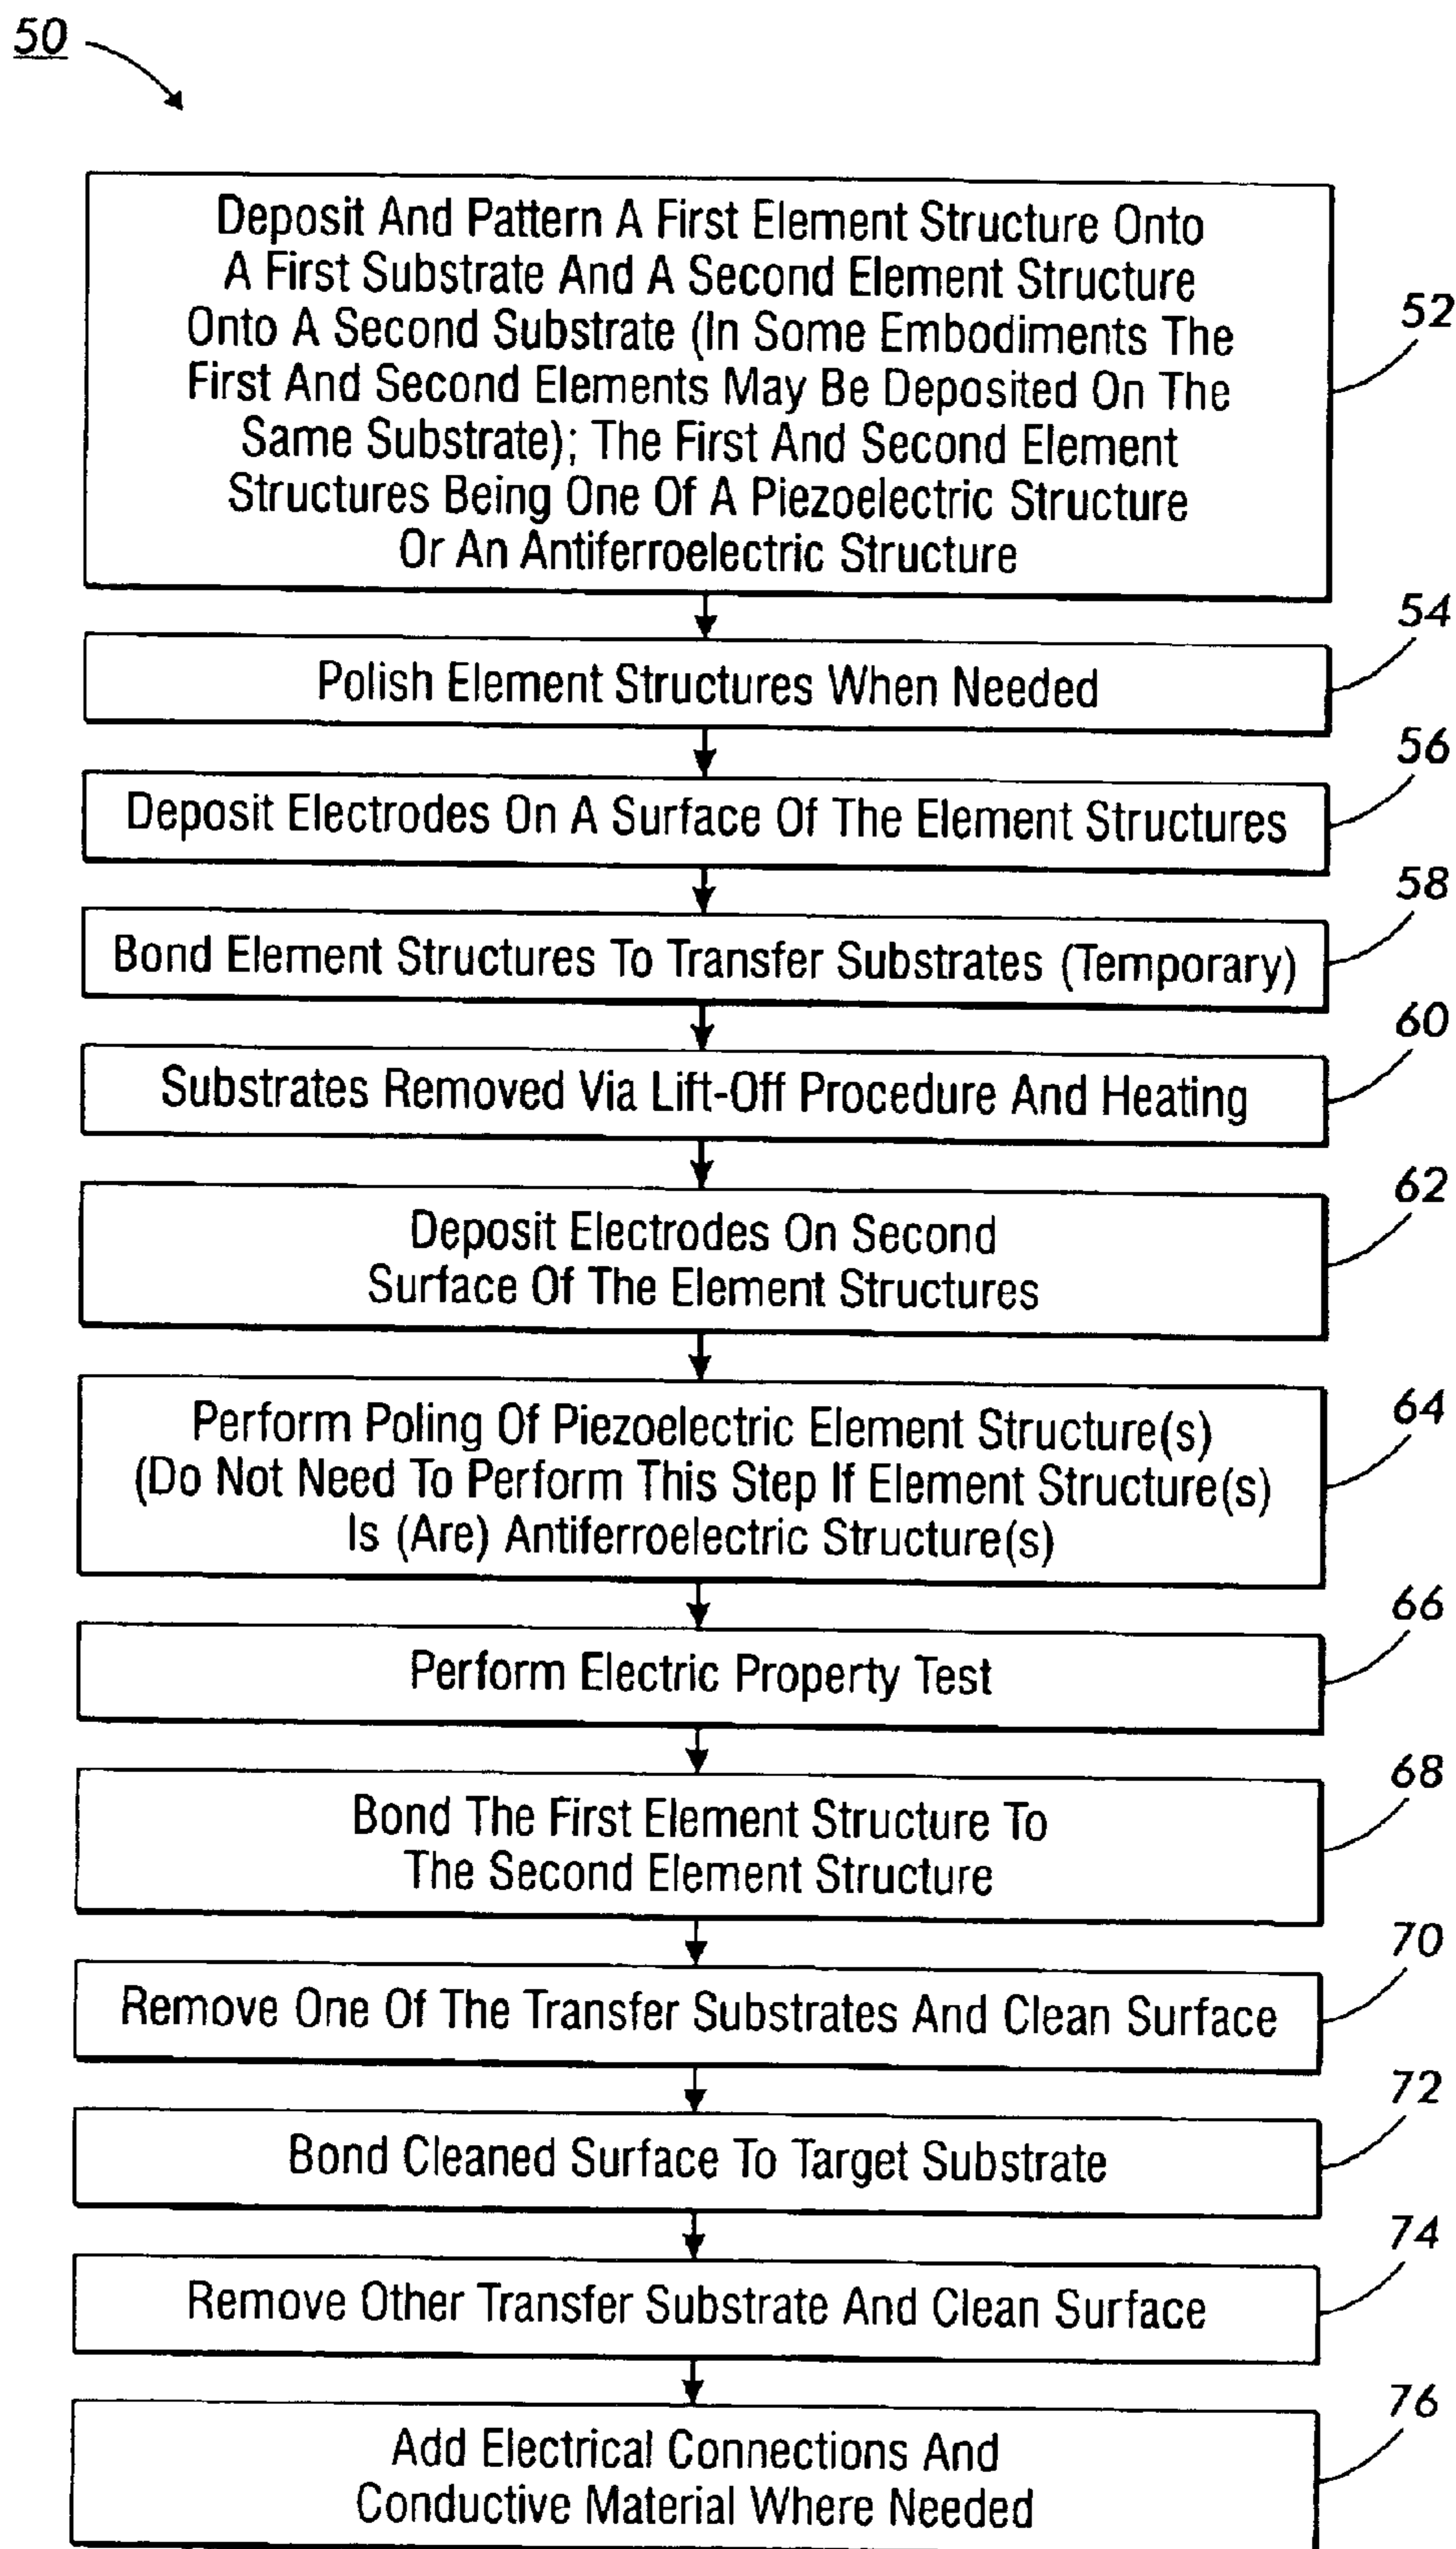 50
Deposit And Pattern A First Element Structure Onto
A First Substrate And A Second Element Structure
Onto A Second Substrate (In Some Embodiments The
First And Second Elements May Be Deposited On The
Same Substrate); The First And Second Element
Structures Being One Of A Piezoelectric Structure
Or An Antiferroelectric Structure
52
Polish Element Structures When Needed
54
Deposit Electrodes On A Surface Of The Element Structures
56
Bond Element Structures To Transfer Substrates (Temporary)
58
Substrates Removed Via Lift-Off Procedure And Heating
60
Deposit Electrodes On Second
Surface Of The Element Structures
62
Perform Poling Of Piezoelectric Element Structure(s)
(Do Not Need To Perform This Step If Element Structure(s)
Is (Are) Antiferroelectric Structure(s)
64
Perform Electric Property Test
66
Bond The First Element Structure To
The Second Element Structure
68
Remove One Of The Transfer Substrates And Clean Surface
70
Bond Cleaned Surface To Target Substrate
72
Remove Other Transfer Substrate And Clean Surface
74
Add Electrical Connections And
Conductive Material Where Needed
76